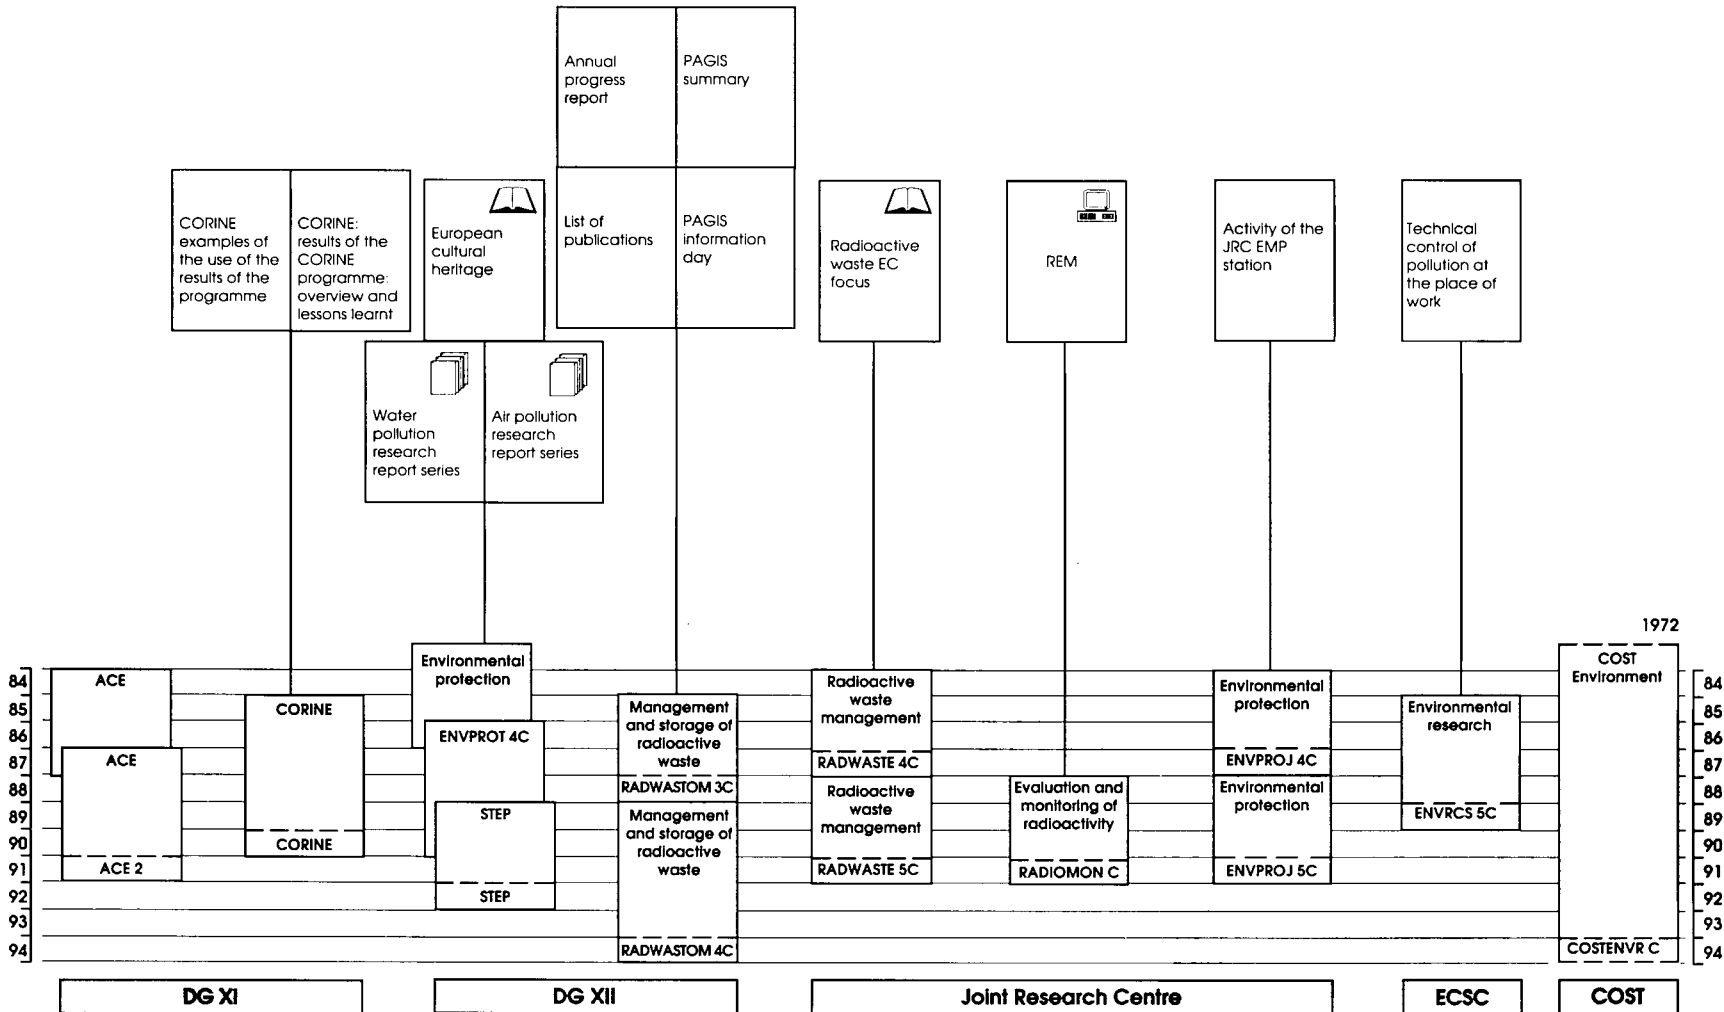 Annual
progress
report
PAGIS
summary
List of
publications
PAGIS
information
day
CORINE
examples of
the use of the
results of the
programme
CORINE:
results of the
CORINE
programme:
overview and
lessons learnt
European
cultural
heritage
Water
pollution
research
report series
Air pollution
research
report series
Radioactive
waste EC
focus
REM
Activity of the
JRC EMP
station
Technical
control of
pollution at
the place of
work
1972
84
85
86
87
88
89
90
91
92
93
94
ACE
ACE
ACE 2
CORINE
CORINE
Environmental
protection
ENVPROT 4C
STEP
STEP
Management
and storage of
radioactive
waste
RADWASTOM 3C
Management
and storage of
radioactive
waste
RADWASTOM 4C
Radioactive
waste
management
RADWASTE 4C
Radioactive
waste
management
RADWASTE 5C
Evaluation and
monitoring of
radioactivity
RADIOMON C
Environmental
protection
ENVPROJ 4C
Environmental
protection
ENVPROJ 5C
Environmental
research
ENVRCS 5C
COST
Environment
COSTENVR C
84
85
86
87
88
89
90
91
92
93
94
DG XI
DG XII
Joint Research Centre
ECSC
COST